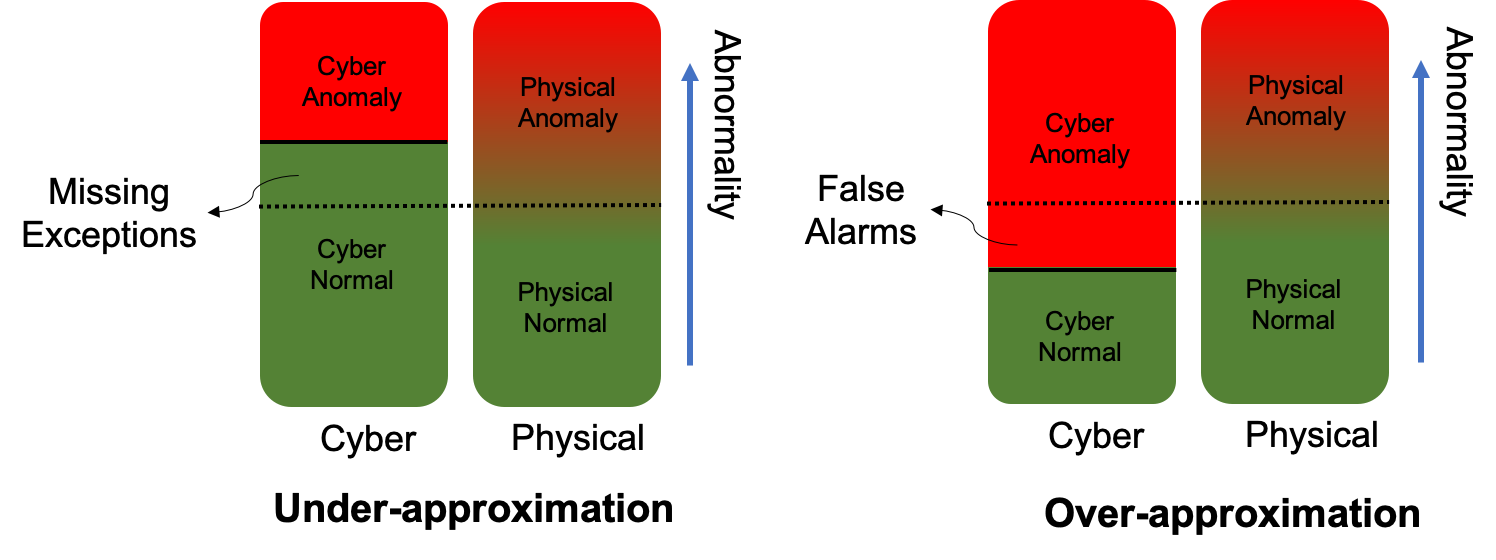 Cyber
Anomaly
Physical
Anomaly
Abnormality
Missing
Exceptions
Cyber
Normal
Physical
Normal
Cyber
Physical
Under-approximation
Cyber
Anomaly
Physical
Anomaly
Abnormality
False
Alarms
Cyber
Normal
Physical
Normal
Cyber
Physical
Over-approximation